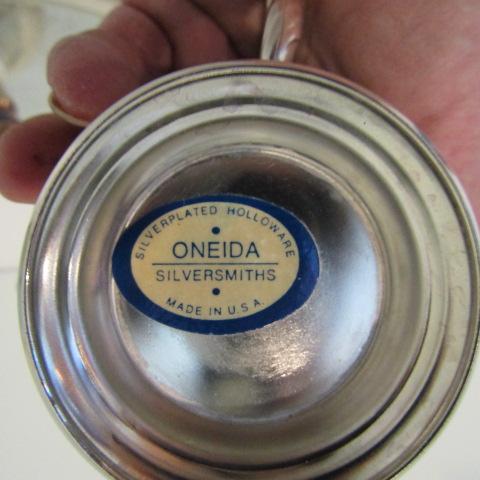 SILVERPLATED HOLLOWARE
ONEIDA
SILVERSMITHS
MADE IN U.S.A.